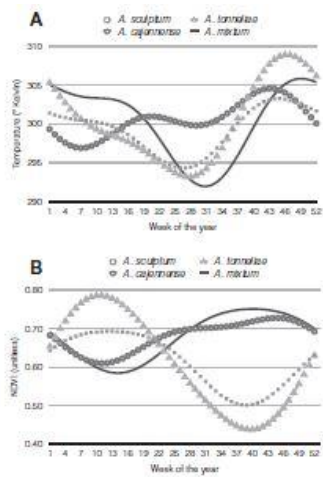 A
A. sculptum A. tonneliae
A. cajennense A. mixtum
310
305
300
295
290
Temperature (° Kelvin)
1 4 7 10 13 16 19 22 25 28 31 34 37 40 43 46 49 52
Week of the year
B
A. sculptum A. tonneliae
A. cajennense A. mixtum
0.80
0.70
0.60
0.50
0.40
NDVI (unitless)
1 4 7 10 13 16 19 22 25 28 31 34 37 40 43 46 49 52
Week of the year